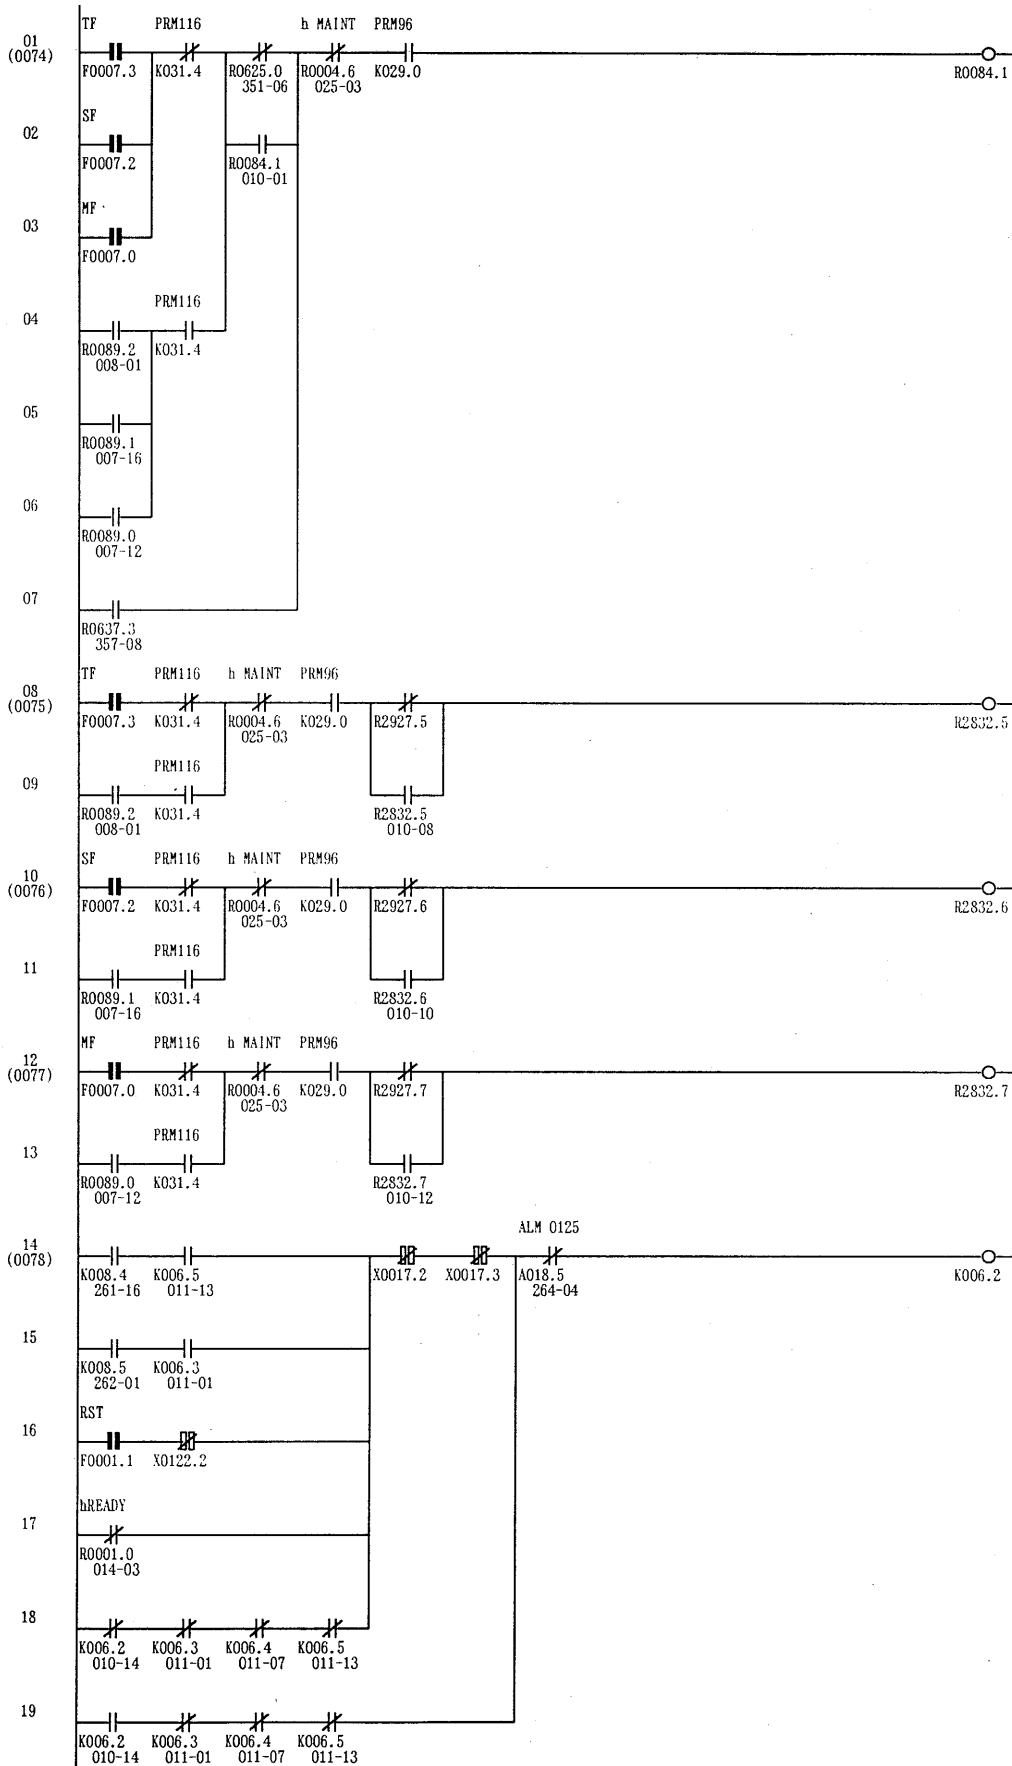 TF PRM116 h MAINT PRM96
01
(0074)
F0007.3 K031.4 R0625.0 R0004.6 K029.0 R0084.1
351-06 025-03
SF
02
F0007.2 R0084.1
010-01
MF
03
F0007.0
PRM116
04
R0089.2 K031.4
008-01
05
R0089.1
007-16
06
R0089.0
007-12
07
R0637.3
357-08
TF PRM116 h MAINT PRM96
08
(0075)
F0007.3 K031.4 R0004.6 K029.0 R2927.5 R2832.5
025-03
PRM116
09
R0089.2 K031.4 R2832.5
008-01 010-08
SF PRM116 h MAINT PRM96
10
(0076)
F0007.2 K031.4 R0004.6 K029.0 R2927.6 R2832.6
025-03
PRM116
11
R0089.1 K031.4 R2832.6
007-16 010-10
MF PRM116 h MAINT PRM96
12
(0077)
F0007.0 K031.4 R0004.6 K029.0 R2927.7 R2832.7
025-03
PRM116
13
R0089.0 K031.4 R2832.7
007-12 010-12
ALM 0125
14
(0078)
K008.4 K006.5 X0017.2 X0017.3 A018.5 K006.2
261-16 011-13 264-04
15
K008.5 K006.3
262-01 011-01
RST
16
F0001.1 X0122.2
hREADY
17
R0001.0
014-03
18
K006.2 K006.3 K006.4 K006.5
010-14 011-01 011-07 011-13
19
K006.2 K006.3 K006.4 K006.5
010-14 011-01 011-07 011-13